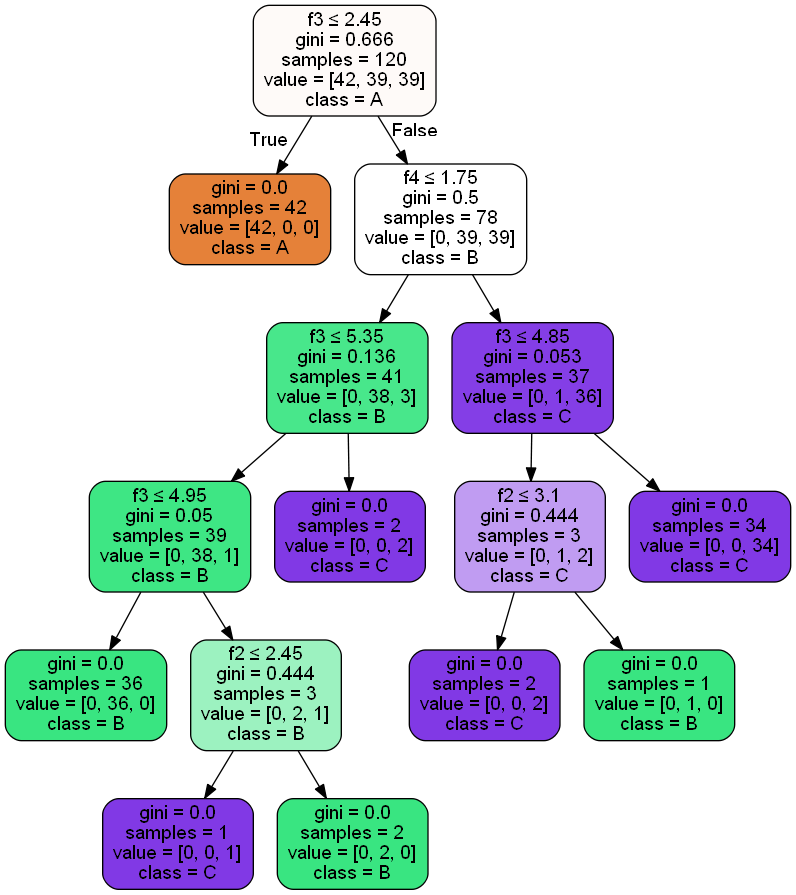 f3 ≤ 2.45
gini = 0.666
samples = 120
value = [42, 39, 39]
class = A
True
False
gini = 0.0
samples = 42
value = [42, 0, 0]
class = A
f4 ≤ 1.75
gini = 0.5
samples = 78
value = [0, 39, 39]
class = B
f3 ≤ 5.35
gini = 0.136
samples = 41
value = [0, 38, 3]
class = B
f3 ≤ 4.85
gini = 0.053
samples = 37
value = [0, 1, 36]
class = C
f3 ≤ 4.95
gini = 0.05
samples = 39
value = [0, 38, 1]
class = B
gini = 0.0
samples = 2
value = [0, 0, 2]
class = C
f2 ≤ 3.1
gini = 0.444
samples = 3
value = [0, 1, 2]
class = C
gini = 0.0
samples = 34
value = [0, 0, 34]
class = C
gini = 0.0
samples = 36
value = [0, 36, 0]
class = B
f2 ≤ 2.45
gini = 0.444
samples = 3
value = [0, 2, 1]
class = B
gini = 0.0
samples = 2
value = [0, 0, 2]
class = C
gini = 0.0
samples = 1
value = [0, 1, 0]
class = B
gini = 0.0
samples = 1
value = [0, 0, 1]
class = C
gini = 0.0
samples = 2
value = [0, 2, 0]
class = B